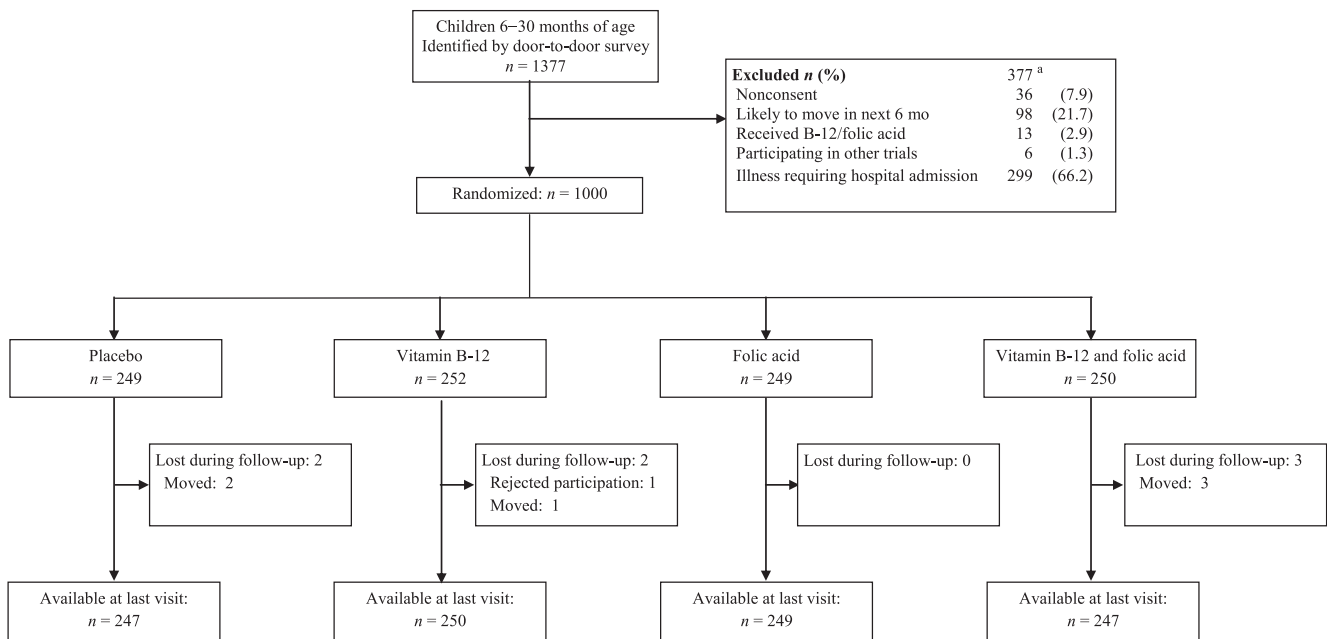 Children 6–30 months of age
Identified by door-to-door survey
n = 1377
Excluded n (%) 377 a
Nonconsent 36 (7.9)
Likely to move in next 6 mo 98 (21.7)
Received B-12/folic acid 13 (2.9)
Participating in other trials 6 (1.3)
Illness requiring hospital admission 299 (66.2)
Randomized: n = 1000
Placebo
n = 249
Vitamin B-12
n = 252
Folic acid
n = 249
Vitamin B-12 and folic acid
n = 250
Lost during follow-up: 2
Moved: 2
Lost during follow-up: 2
Rejected participation: 1
Moved: 1
Lost during follow-up: 0
Lost during follow-up: 3
Moved: 3
Available at last visit:
n = 247
Available at last visit:
n = 250
Available at last visit:
n = 249
Available at last visit:
n = 247